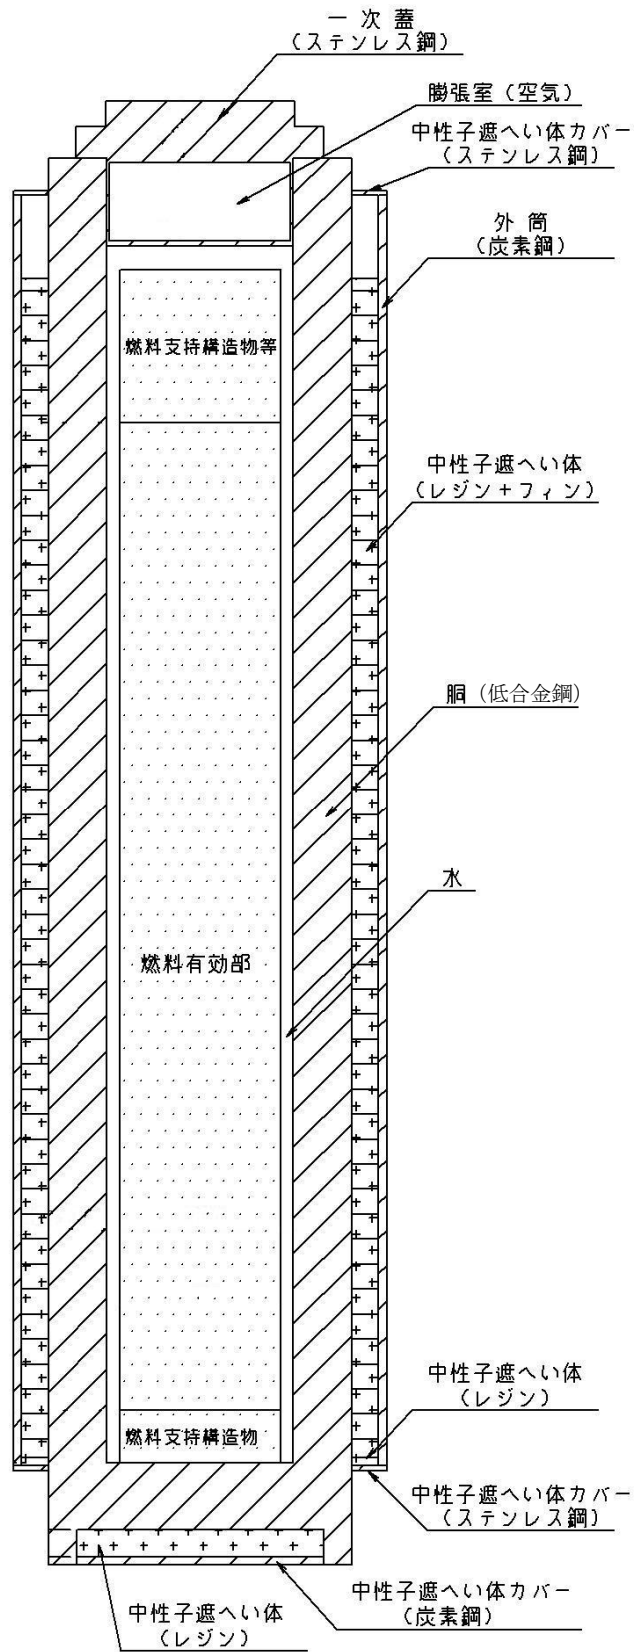 一次蓋
(ステンレス鋼)
膨張室(空気)
中性子遮へい体カバー
(ステンレス鋼)
外筒
(炭素鋼)
燃料支持構造物等
中性子遮へい体
(レジン+フィン)
胴(低合金鋼)
水
燃料有効部
中性子遮へい体
(レジン)
燃料支持構造物
中性子遮へい体カバー
(ステンレス鋼)
中性子遮へい体カバー
(炭素鋼)
中性子遮へい体
(レジン)